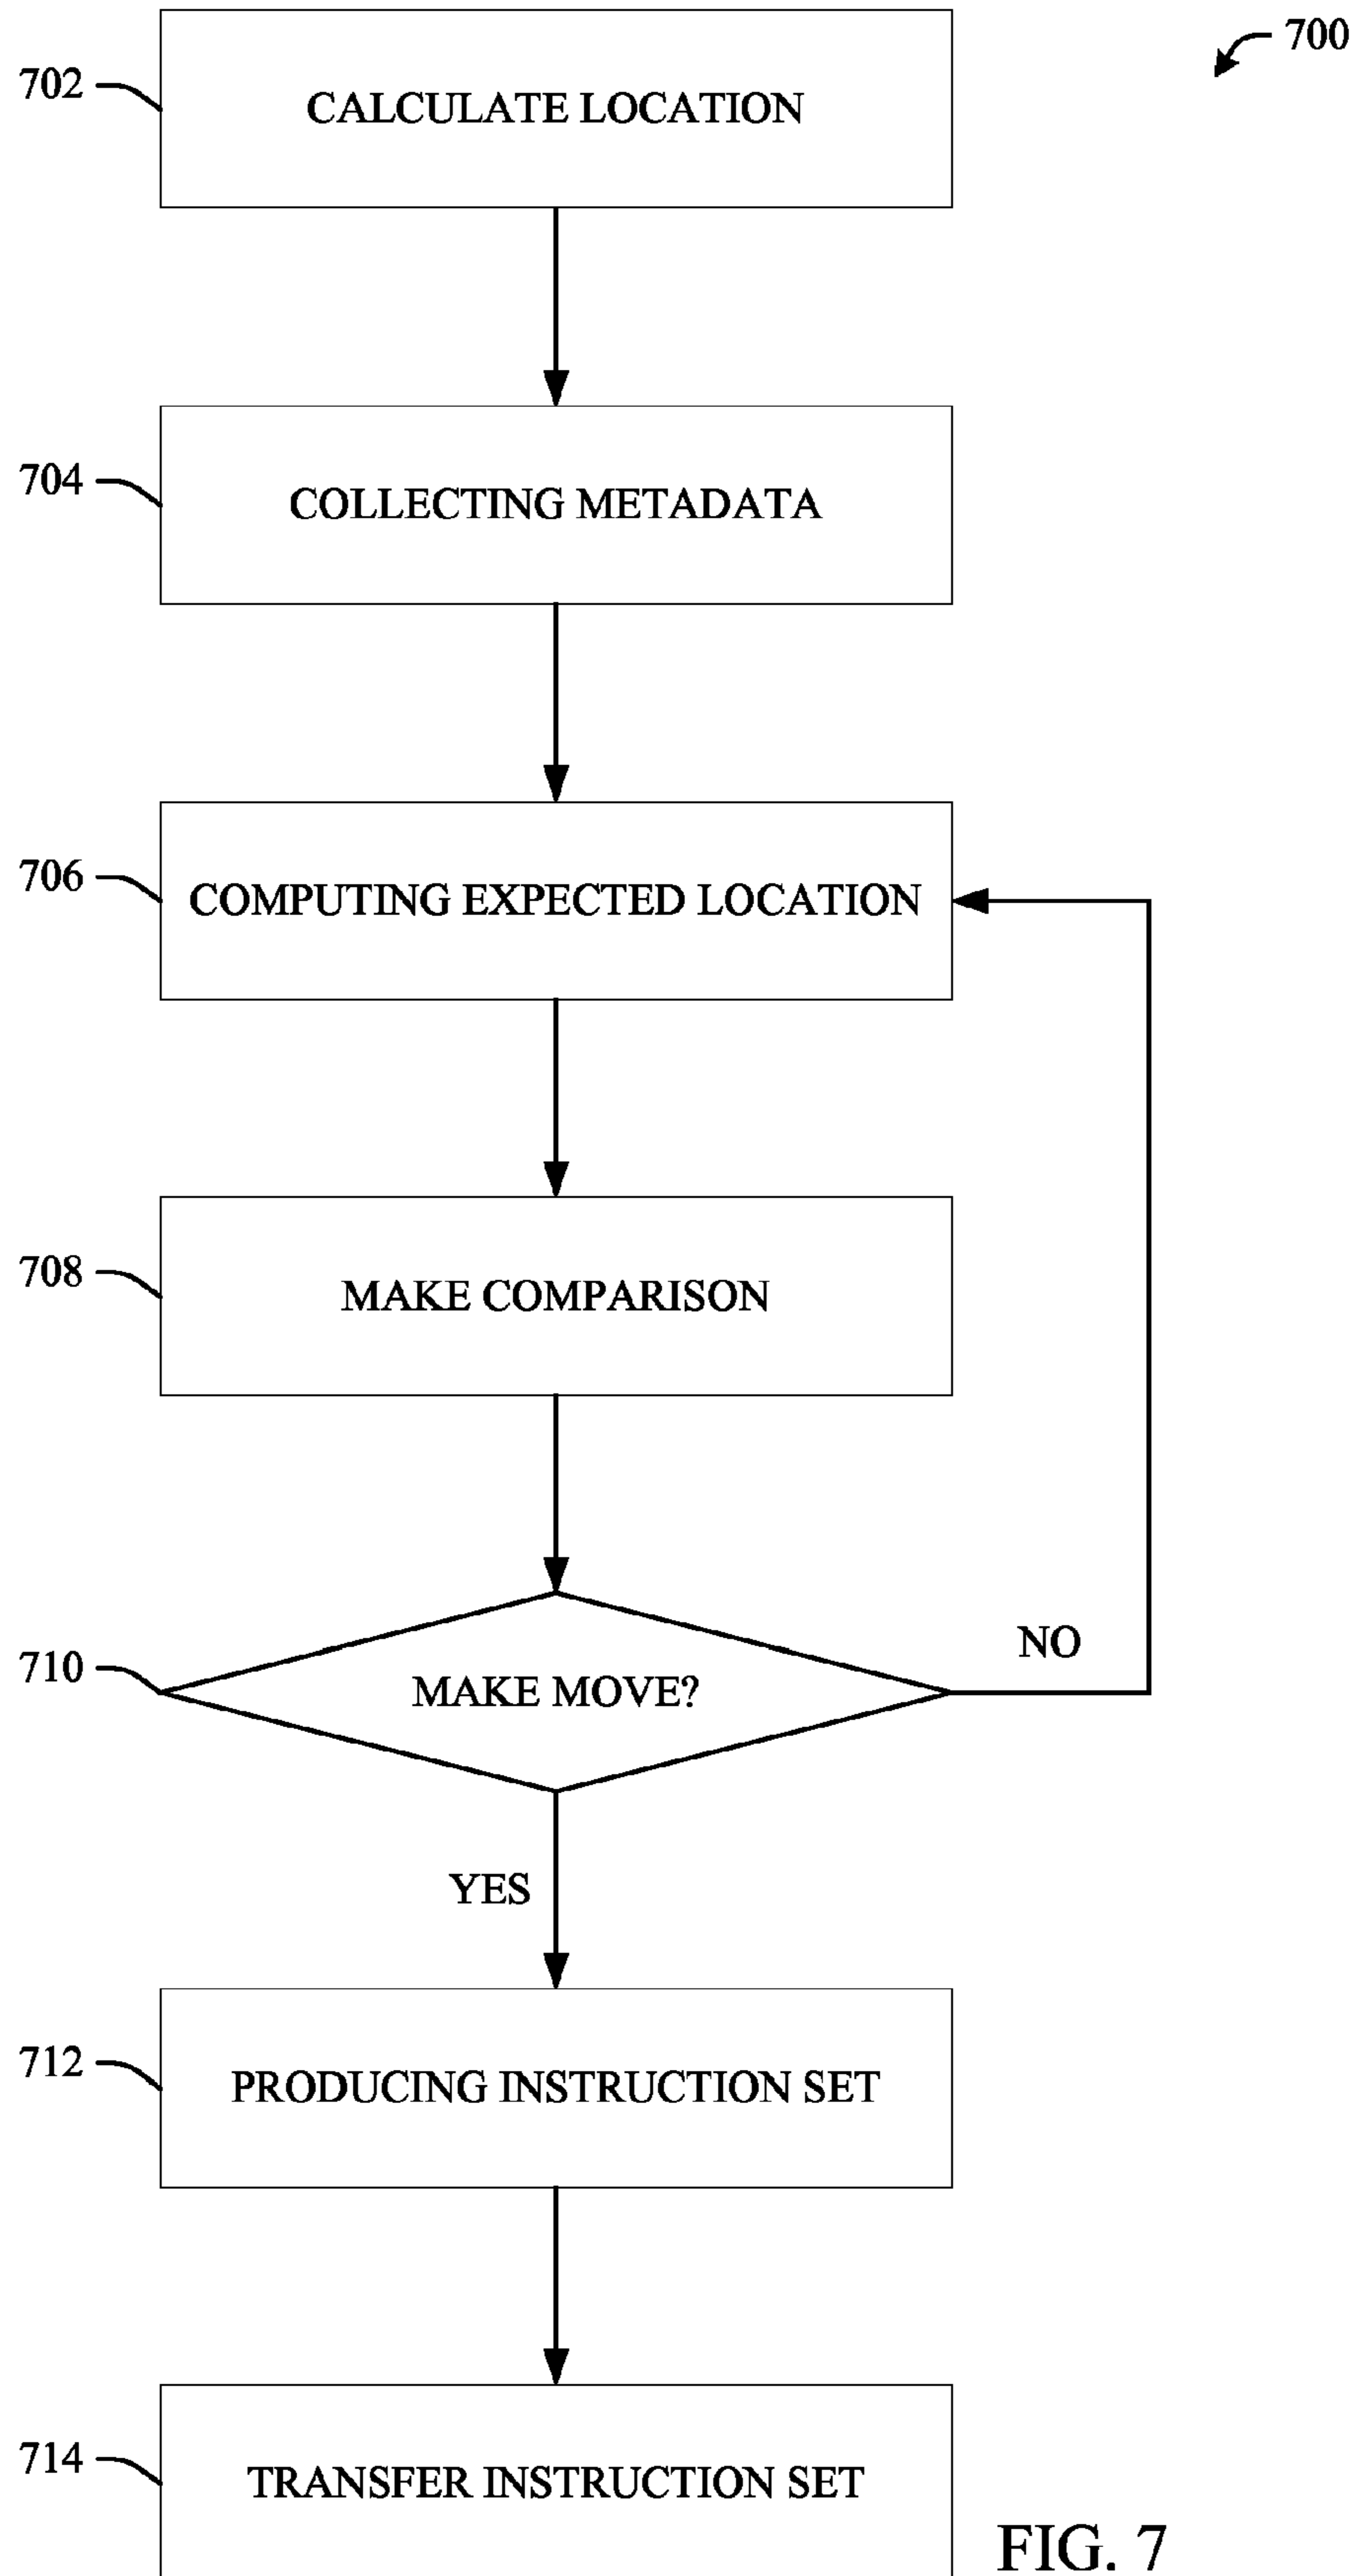 700
702
CALCULATE LOCATION
704
COLLECTING METADATA
706
COMPUTING EXPECTED LOCATION
708
MAKE COMPARISON
710
MAKE MOVE?
NO
YES
712
PRODUCING INSTRUCTION SET
714
TRANSFER INSTRUCTION SET
FIG. 7